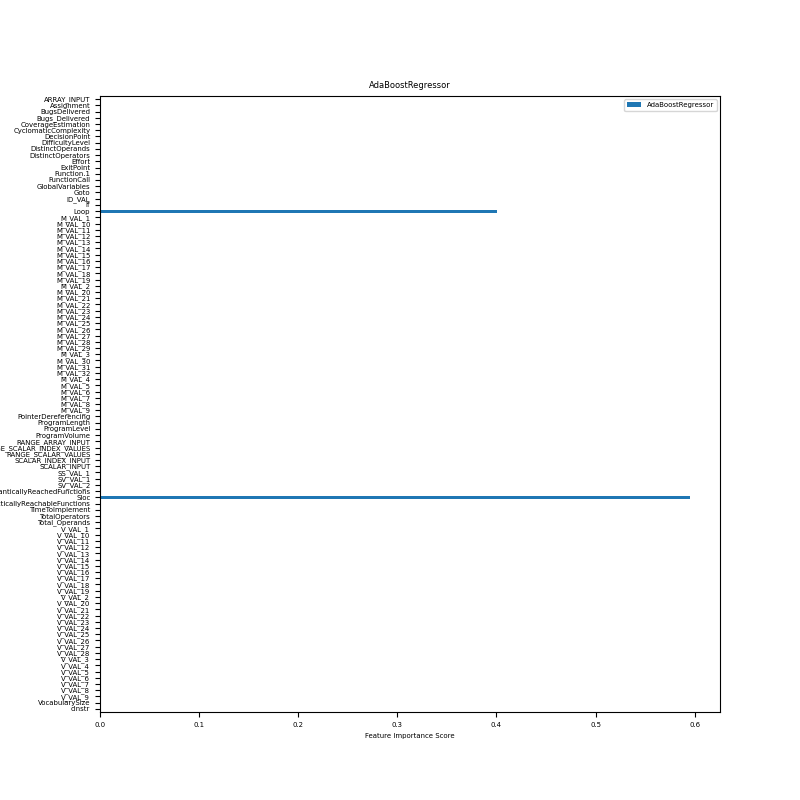 AdaBoostRegressor
AdaBoostRegressor
ARRAY_INPUT
Assignment
BugsDelivered
Bugs_Delivered
CoverageEstimation
CyclomaticComplexity
DecisionPoint
DifficultyLevel
DistinctOperands
DistinctOperators
Effort
ExitPoint
Function.1
FunctionCall
GlobalVariables
Goto
ID_VAL
If
Loop
M_VAL_1
M_VAL_10
M_VAL_11
M_VAL_12
M_VAL_13
M_VAL_14
M_VAL_15
M_VAL_16
M_VAL_17
M_VAL_18
M_VAL_19
M_VAL_2
M_VAL_20
M_VAL_21
M_VAL_22
M_VAL_23
M_VAL_24
M_VAL_25
M_VAL_26
M_VAL_27
M_VAL_28
M_VAL_29
M_VAL_3
M_VAL_30
M_VAL_31
M_VAL_32
M_VAL_4
M_VAL_5
M_VAL_6
M_VAL_7
M_VAL_8
M_VAL_9
PointerDereferencing
ProgramLength
ProgramLevel
ProgramVolume
RANGE_ARRAY_INPUT
E_SCALAR_INDEX_VALUES
RANGE_SCALAR_VALUES
SCALAR_INDEX_INPUT
SCALAR_INPUT
SS_VAL_1
SV_VAL_1
SV_VAL_2
anticallyReachedFunctions
Sloc
ticallyReachableFunctions
TimeToImplement
TotalOperators
Total_Operands
V_VAL_1
V_VAL_10
V_VAL_11
V_VAL_12
V_VAL_13
V_VAL_14
V_VAL_15
V_VAL_16
V_VAL_17
V_VAL_18
V_VAL_19
V_VAL_2
V_VAL_20
V_VAL_21
V_VAL_22
V_VAL_23
V_VAL_24
V_VAL_25
V_VAL_26
V_VAL_27
V_VAL_28
V_VAL_3
V_VAL_4
V_VAL_5
V_VAL_6
V_VAL_7
V_VAL_8
V_VAL_9
VocabularySize
cinstr
0.0 0.1 0.2 0.3 0.4 0.5 0.6
Feature Importance Score